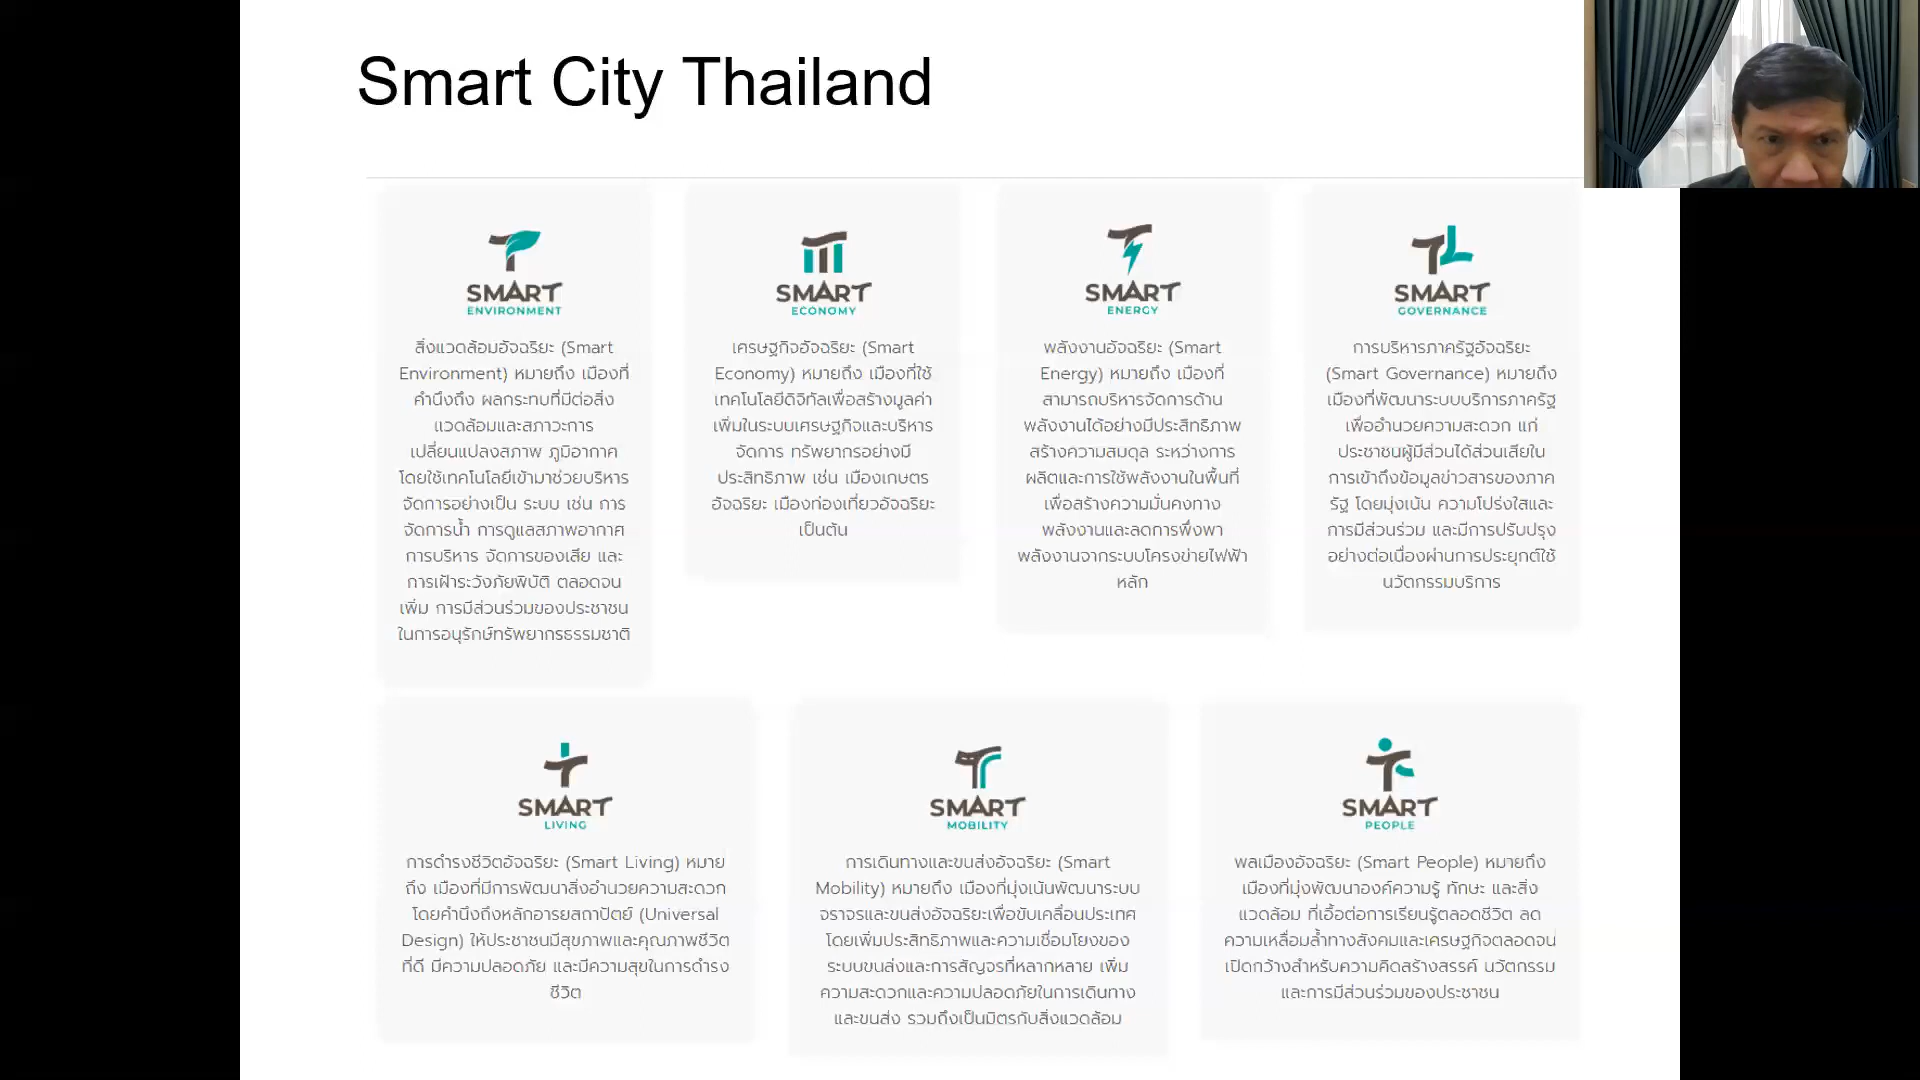 Smart City Thailand
SMART
ENVIRONMENT
สิ่งแวดล้อมอัจฉริยะ (Smart
Environment) หมายถึง เมืองที่
คำนึงถึง ผลกระทบที่มีต่อสิ่ง
แวดล้อมและสภาวะการ
เปลี่ยนแปลงสภาพ ภูมิอากาศ
โดยใช้เทคโนโลยีเข้ามาช่วยบริหาร
จัดการอย่างเป็น ระบบ เช่น การ
จัดการน้ำ การดูแลสภาพอากาศ
การบริหาร จัดการของเสีย และ
การเฝ้าระวังภัยพิบัติ ตลอดจน
เพิ่ม การมีส่วนร่วมของประชาชน
ในการอนุรักษ์ทรัพยากรธรรมชาติ
SMART
ECONOMY
เศรษฐกิจอัจฉริยะ (Smart
Economy) หมายถึง เมืองที่ใช้
เทคโนโลยีดิจิทัลเพื่อสร้างมูลค่า
เพิ่มในระบบเศรษฐกิจและบริหาร
จัดการ ทรัพยากรอย่างมี
ประสิทธิภาพ เช่น เมืองเกษตร
อัจฉริยะ เมืองท่องเที่ยวอัจฉริยะ
เป็นต้น
SMART
ENERGY
พลังงานอัจฉริยะ (Smart
Energy) หมายถึง เมืองที่
สามารถบริหารจัดการด้าน
พลังงานได้อย่างมีประสิทธิภาพ
สร้างความสมดุล ระหว่างการ
ผลิตและการใช้พลังงานในพื้นที่
เพื่อสร้างความมั่นคงทาง
พลังงานและลดการพึ่งพา
พลังงานจากระบบโครงข่ายไฟฟ้า
หลัก
SMART
GOVERNANCE
การบริหารภาครัฐอัจฉริยะ
(Smart Governance) หมายถึง
เมืองที่พัฒนาระบบบริการภาครัฐ
เพื่ออำนวยความสะดวก แก่
ประชาชนผู้มีส่วนได้ส่วนเสียใน
การเข้าถึงข้อมูลข่าวสารของภาค
รัฐ โดยมุ่งเน้น ความโปร่งใสและ
การมีส่วนร่วม และมีการปรับปรุง
อย่างต่อเนื่องผ่านการประยุกต์ใช้
นวัตกรรมบริการ
SMART
LIVING
การดำรงชีวิตอัจฉริยะ (Smart Living) หมาย
ถึง เมืองที่มีการพัฒนาสิ่งอำนวยความสะดวก
โดยคำนึงถึงหลักอารยสถาปัตย์ (Universal
Design) ให้ประชาชนมีสุขภาพและคุณภาพชีวิต
ที่ดี มีความปลอดภัย และมีความสุขในการดำรง
ชีวิต
SMART
MOBILITY
การเดินทางและขนส่งอัจฉริยะ (Smart
Mobility) หมายถึง เมืองที่มุ่งเน้นพัฒนาระบบ
จราจรและขนส่งอัจฉริยะเพื่อขับเคลื่อนประเทศ
โดยเพิ่มประสิทธิภาพและความเชื่อมโยงของ
ระบบขนส่งและการสัญจรที่หลากหลาย เพิ่ม
ความสะดวกและความปลอดภัยในการเดินทาง
และขนส่ง รวมถึงเป็นมิตรกับสิ่งแวดล้อม
SMART
PEOPLE
พลเมืองอัจฉริยะ (Smart People) หมายถึง
เมืองที่มุ่งพัฒนาองค์ความรู้ ทักษะ และสิ่ง
แวดล้อม ที่เอื้อต่อการเรียนรู้ตลอดชีวิต ลด
ความเหลื่อมล้ำทางสังคมและเศรษฐกิจตลอดจน
เปิดกว้างสำหรับความคิดสร้างสรรค์ นวัตกรรม
และการมีส่วนร่วมของประชาชน